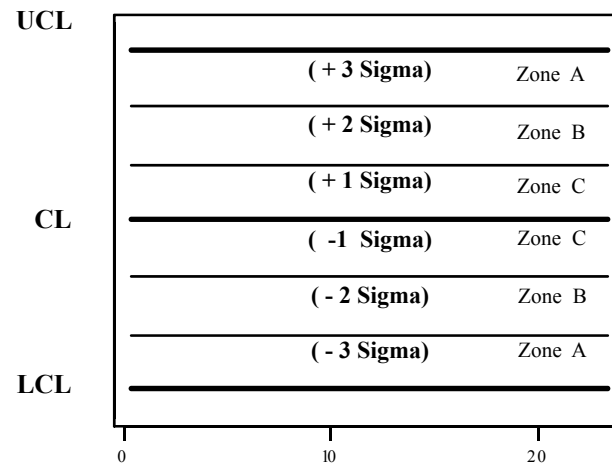 UCL
( + 3 Sigma) Zone A
( + 2 Sigma) Zone B
( + 1 Sigma) Zone C
CL
( -1 Sigma) Zone C
( - 2 Sigma) Zone B
( - 3 Sigma) Zone A
LCL
0 10 20